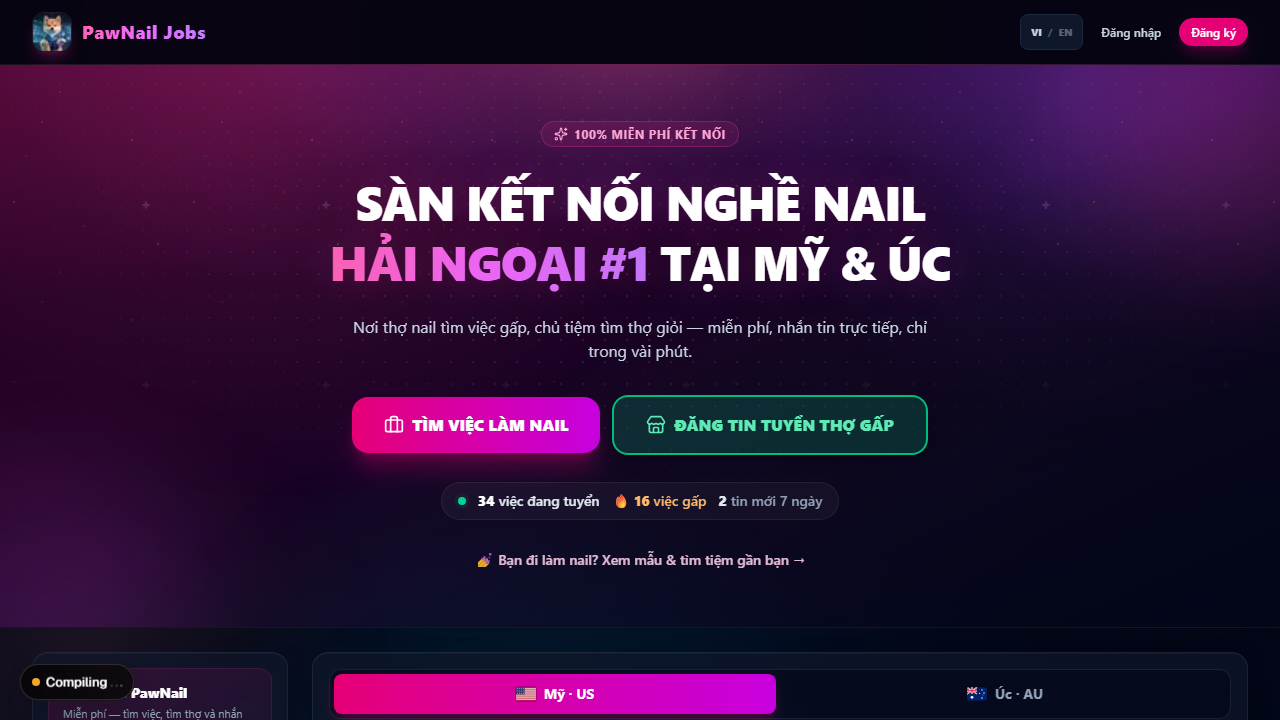 PawNail Jobs
VI / EN
Đăng nhập
Đăng ký
100% MIỄN PHÍ KẾT NỐI
SÀN KẾT NỐI NGHỀ NAIL
HẢI NGOẠI #1 TẠI MỸ & ÚC
Nơi thợ nail tìm việc gấp, chủ tiệm tìm thợ giỏi — miễn phí, nhắn tin trực tiếp, chỉ
trong vài phút.
TÌM VIỆC LÀM NAIL
ĐĂNG TIN TUYỂN THỢ GẤP
34 việc đang tuyển 16 việc gấp 2 tin mới 7 ngày
Bạn đi làm nail? Xem mẫu & tìm tiệm gần bạn →
Compiling...
PawNail
Miễn phí — tìm việc, tìm thợ và nhắn
Mỹ · US
Úc · AU